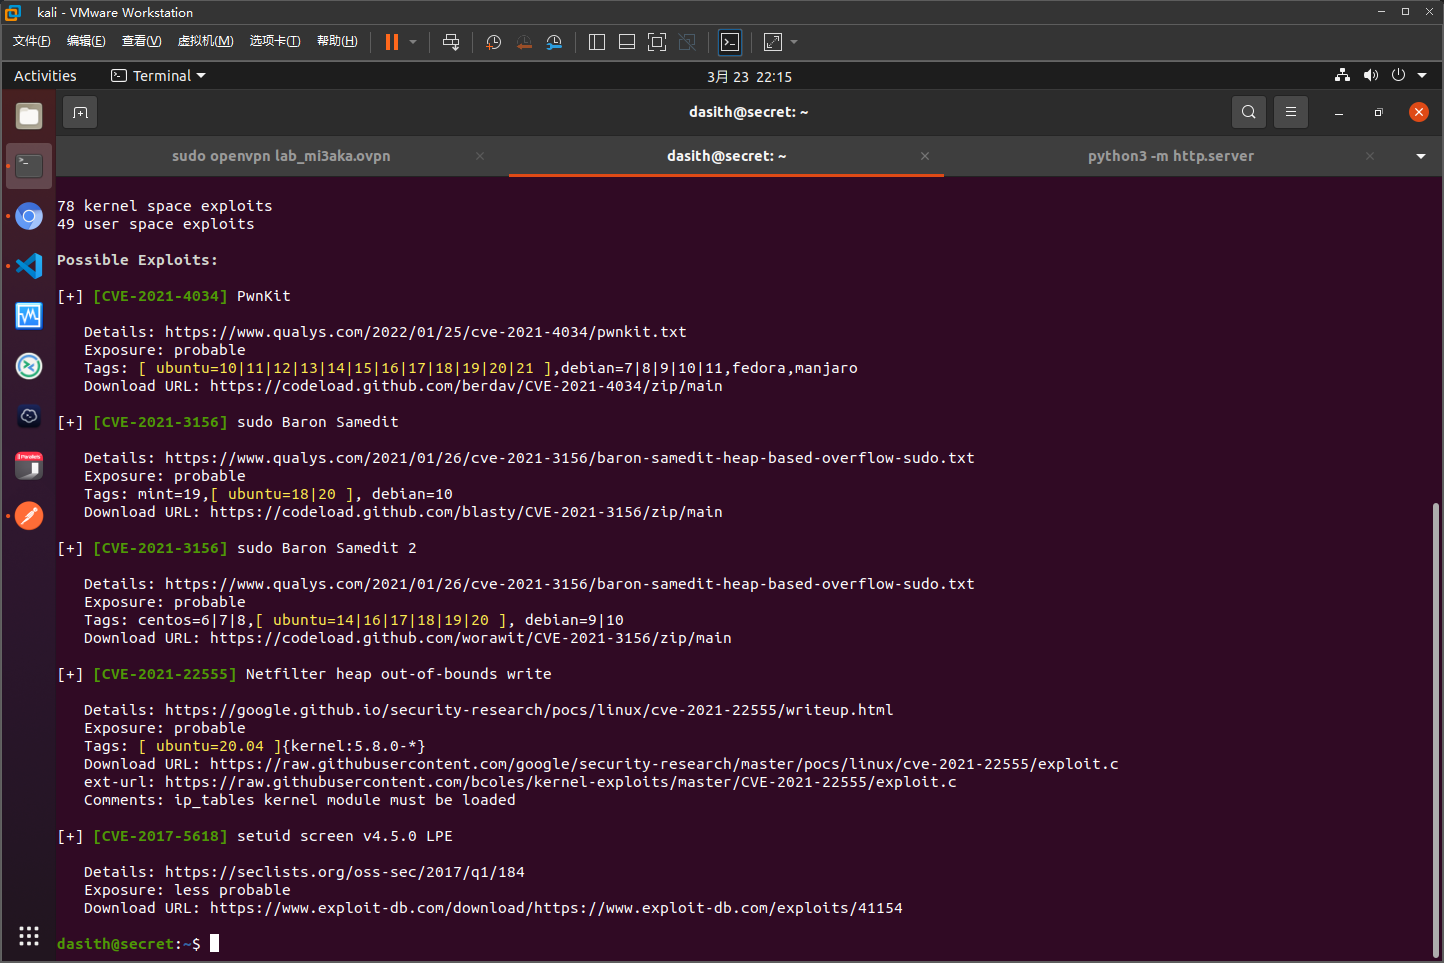 kali - VMware Workstation
文件(F) 编辑(E) 查看(V) 虚拟机(M) 选项卡(T) 帮助(H)
Activities Terminal 3月 23 22:15
dasith@secret: ~
sudo openvpn lab_mi3aka.ovpn dasith@secret: ~ python3 -m http.server
78 kernel space exploits
49 user space exploits
Possible Exploits:
[+] [CVE-2021-4034] PwnKit
Details: https://www.qualys.com/2022/01/25/cve-2021-4034/pwnkit.txt
Exposure: probable
Tags: [ ubuntu=10|11|12|13|14|15|16|17|18|19|20|21 ],debian=7|8|9|10|11,fedora,manjaro
Download URL: https://codeload.github.com/berdav/CVE-2021-4034/zip/main
[+] [CVE-2021-3156] sudo Baron Samedit
Details: https://www.qualys.com/2021/01/26/cve-2021-3156/baron-samedit-heap-based-overflow-sudo.txt
Exposure: probable
Tags: mint=19,[ ubuntu=18|20 ], debian=10
Download URL: https://codeload.github.com/blasty/CVE-2021-3156/zip/main
[+] [CVE-2021-3156] sudo Baron Samedit 2
Details: https://www.qualys.com/2021/01/26/cve-2021-3156/baron-samedit-heap-based-overflow-sudo.txt
Exposure: probable
Tags: centos=6|7|8,[ ubuntu=14|16|17|18|19|20 ], debian=9|10
Download URL: https://codeload.github.com/worawit/CVE-2021-3156/zip/main
[+] [CVE-2021-22555] Netfilter heap out-of-bounds write
Details: https://google.github.io/security-research/pocs/linux/cve-2021-22555/writeup.html
Exposure: probable
Tags: [ ubuntu=20.04 ]{kernel:5.8.0-*}
Download URL: https://raw.githubusercontent.com/google/security-research/master/pocs/linux/cve-2021-22555/exploit.c
ext-url: https://raw.githubusercontent.com/bcoles/kernel-exploits/master/CVE-2021-22555/exploit.c
Comments: ip_tables kernel module must be loaded
[+] [CVE-2017-5618] setuid screen v4.5.0 LPE
Details: https://seclists.org/oss-sec/2017/q1/184
Exposure: less probable
Download URL: https://www.exploit-db.com/download/https://www.exploit-db.com/exploits/41154
dasith@secret:~$